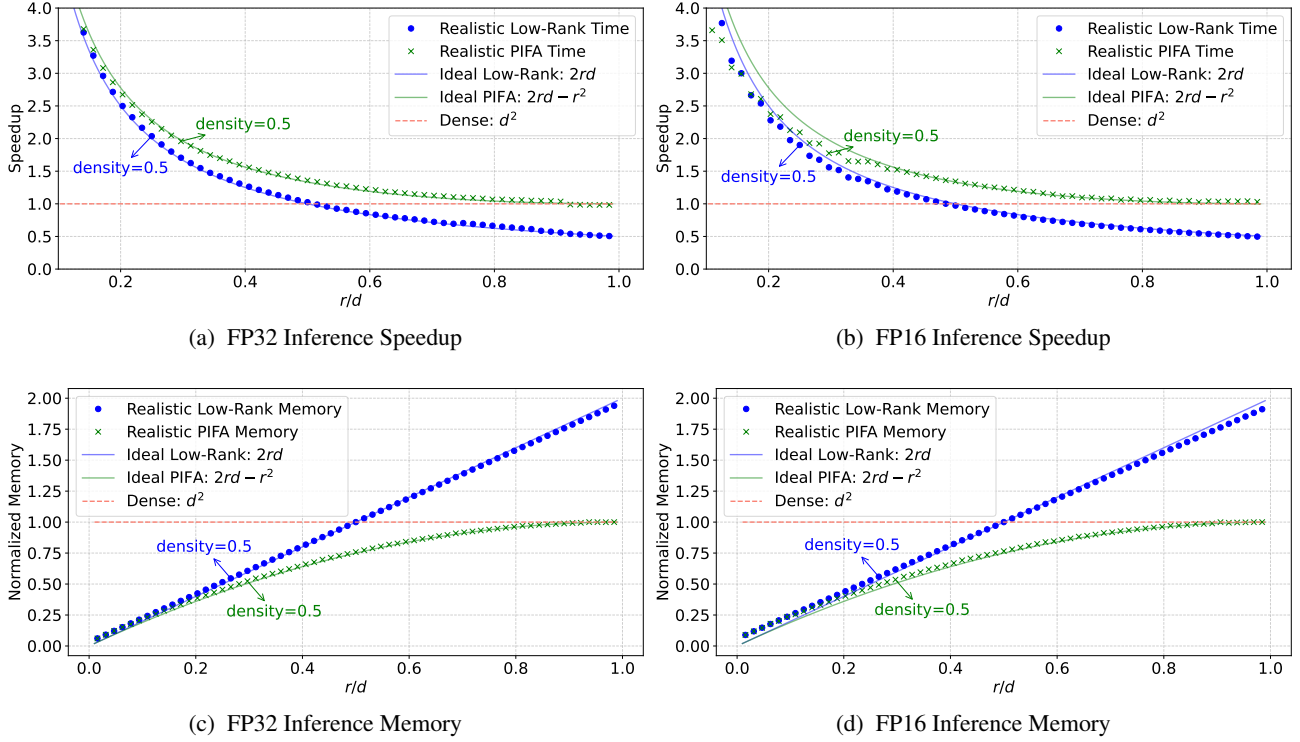 4.0
3.5
3.0
2.5
2.0
1.5
1.0
0.5
0.0
Speedup
Realistic Low-Rank Time
Realistic PIFA Time
Ideal Low-Rank: 2rd
Ideal PIFA: 2rd − r²
Dense: d²
density=0.5
density=0.5
0.2 0.4 0.6 0.8 1.0
r/d
(a) FP32 Inference Speedup
4.0
3.5
3.0
2.5
2.0
1.5
1.0
0.5
0.0
Speedup
Realistic Low-Rank Time
Realistic PIFA Time
Ideal Low-Rank: 2rd
Ideal PIFA: 2rd − r²
Dense: d²
density=0.5
density=0.5
0.2 0.4 0.6 0.8 1.0
r/d
(b) FP16 Inference Speedup
2.00
1.75
1.50
1.25
1.00
0.75
0.50
0.25
0.00
Normalized Memory
Realistic Low-Rank Memory
Realistic PIFA Memory
Ideal Low-Rank: 2rd
Ideal PIFA: 2rd − r²
Dense: d²
density=0.5
density=0.5
0.0 0.2 0.4 0.6 0.8 1.0
r/d
(c) FP32 Inference Memory
2.00
1.75
1.50
1.25
1.00
0.75
0.50
0.25
0.00
Normalized Memory
Realistic Low-Rank Memory
Realistic PIFA Memory
Ideal Low-Rank: 2rd
Ideal PIFA: 2rd − r²
Dense: d²
density=0.5
density=0.5
0.0 0.2 0.4 0.6 0.8 1.0
r/d
(d) FP16 Inference Memory